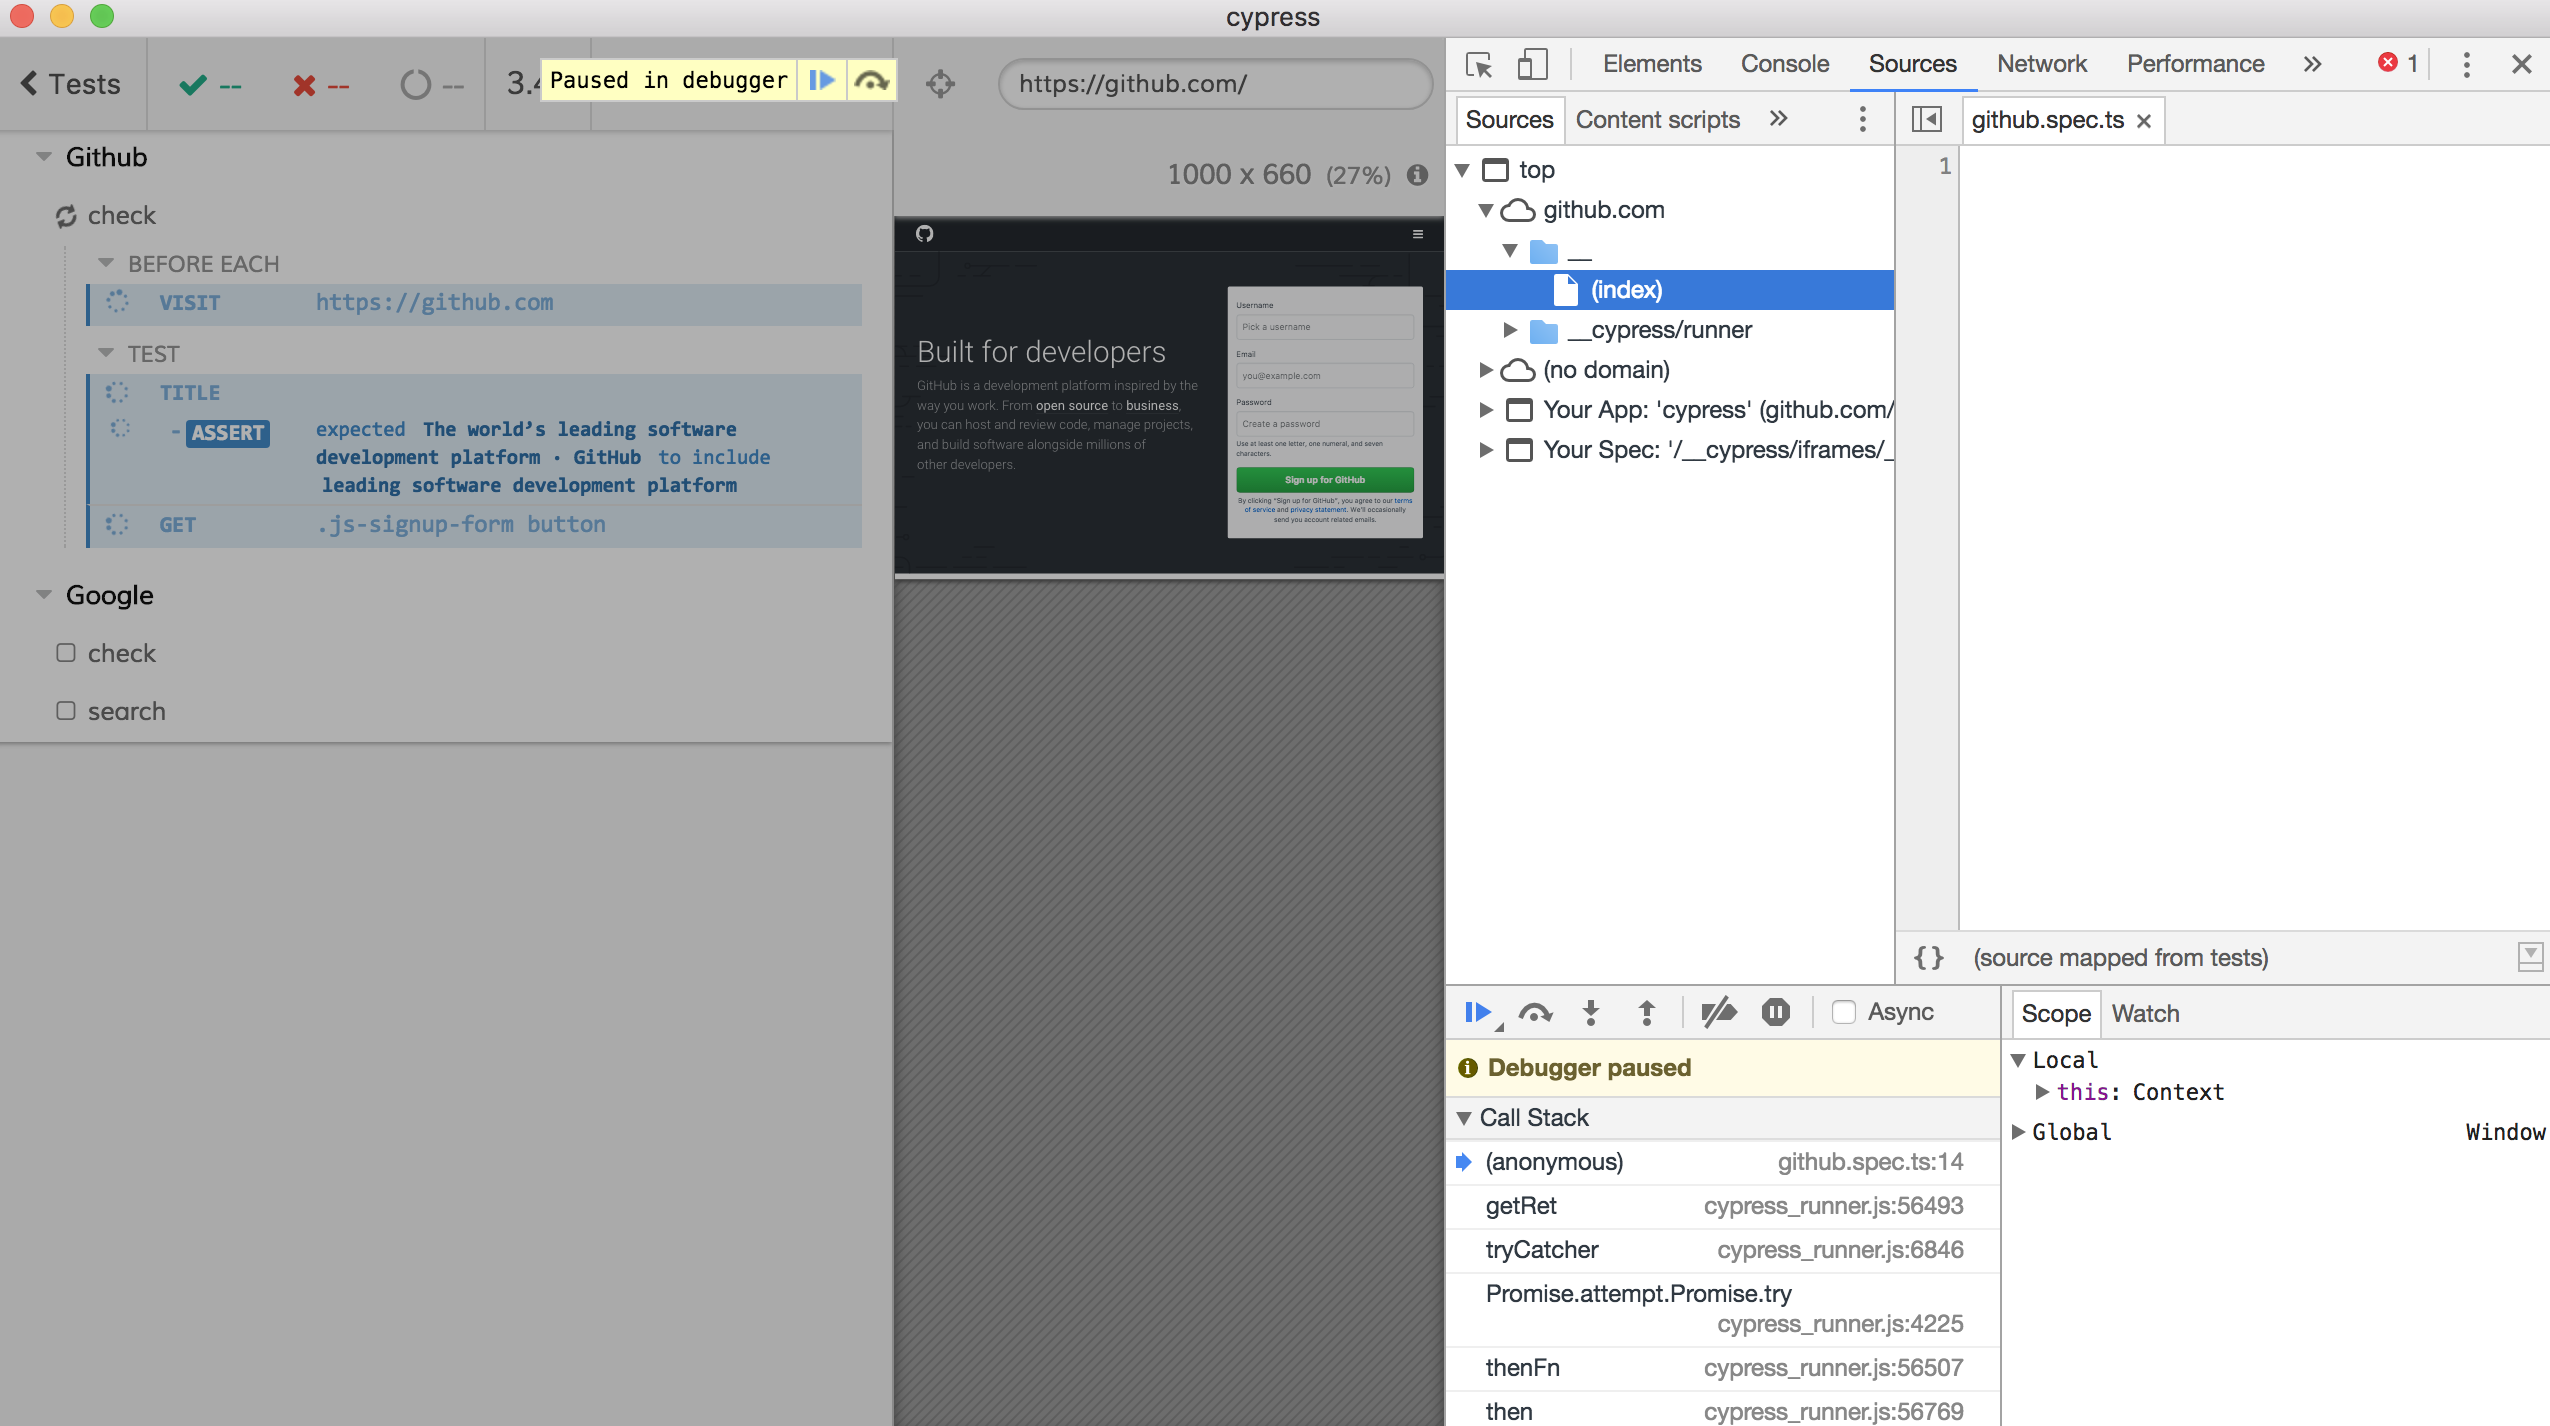 cypress
Tests
--
--
--
3.4
Paused in debugger
https://github.com/
1000 x 660 (27%)
Github
check
BEFORE EACH
VISIT https://github.com
TEST
TITLE
- ASSERT expected The world's leading software
development platform · GitHub to include
leading software development platform
GET .js-signup-form button
Google
check
search
Built for developers
GitHub is a development platform inspired by the
way you work. From open source to business,
you can host and review code, manage projects,
and build software alongside millions of
other developers.
Username
Pick a username
Email
you@example.com
Password
Create a password
Use at least one letter, one numeral, and seven
characters.
Sign up for GitHub
By clicking "Sign up for GitHub", you agree to our terms
of service and privacy statement. We'll occasionally
send you account related emails.
Elements Console Sources Network Performance » 1
Sources Content scripts »
github.spec.ts ×
top
github.com
__
(index)
__cypress/runner
(no domain)
Your App: 'cypress' (github.com/
Your Spec: '/__cypress/iframes/_
1
{} (source mapped from tests)
Async
Debugger paused
Call Stack
(anonymous) github.spec.ts:14
getRet cypress_runner.js:56493
tryCatcher cypress_runner.js:6846
Promise.attempt.Promise.try
cypress_runner.js:4225
thenFn cypress_runner.js:56507
then cypress_runner.js:56769
Scope Watch
Local
this: Context
Global Window